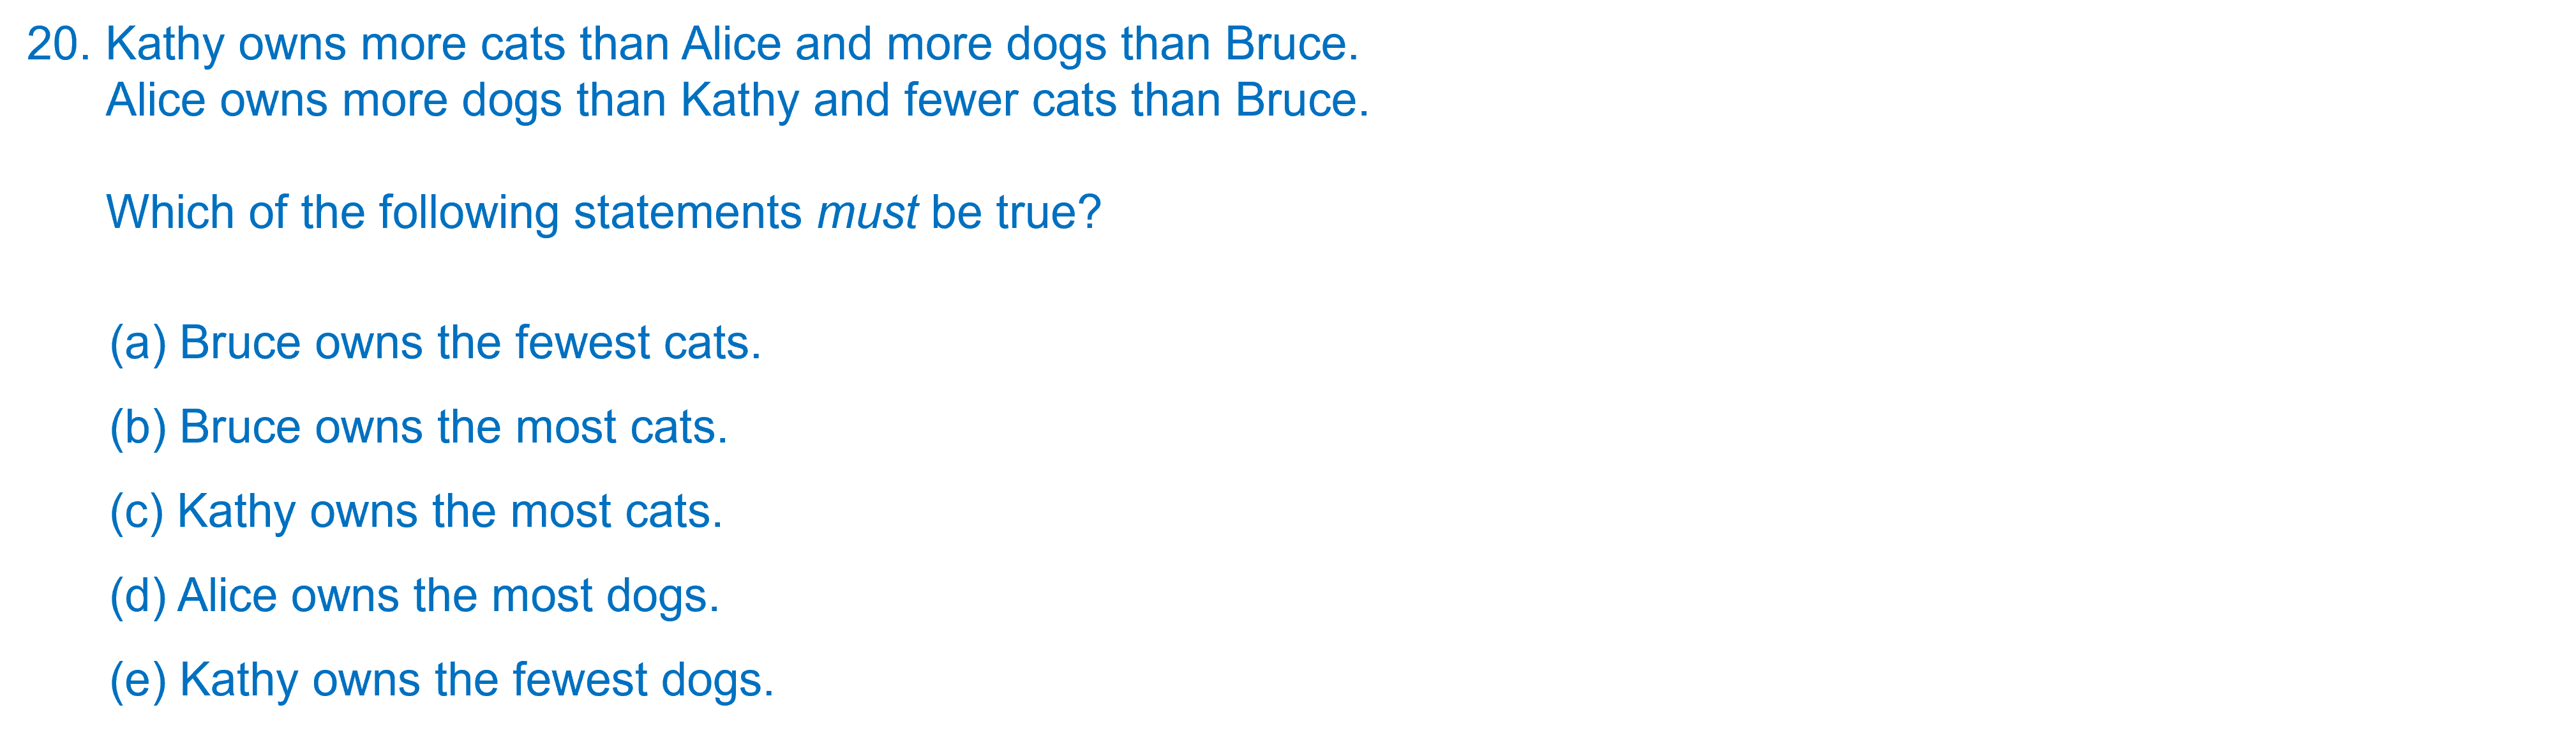 20. Kathy owns more cats than Alice and more dogs than Bruce.
Alice owns more dogs than Kathy and fewer cats than Bruce.
Which of the following statements must be true?
(a) Bruce owns the fewest cats.
(b) Bruce owns the most cats.
(c) Kathy owns the most cats.
(d) Alice owns the most dogs.
(e) Kathy owns the fewest dogs.